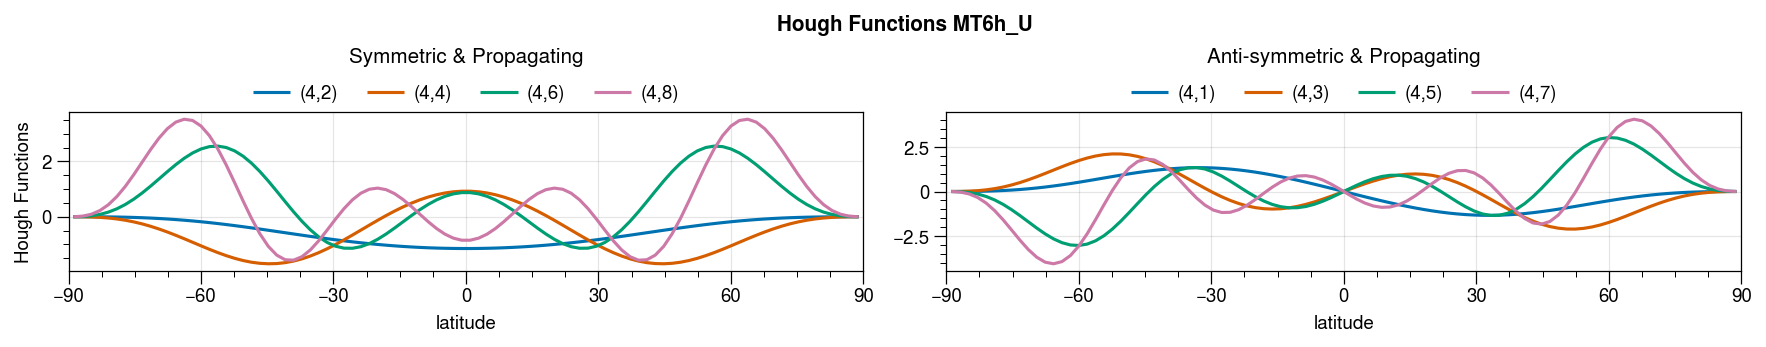 Hough Functions MT6h_U
Symmetric & Propagating
(4,2) (4,4) (4,6) (4,8)
Hough Functions
2
0
−90 −60 −30 0 30 60 90
latitude
Anti-symmetric & Propagating
(4,1) (4,3) (4,5) (4,7)
2.5
0
−2.5
−90 −60 −30 0 30 60 90
latitude